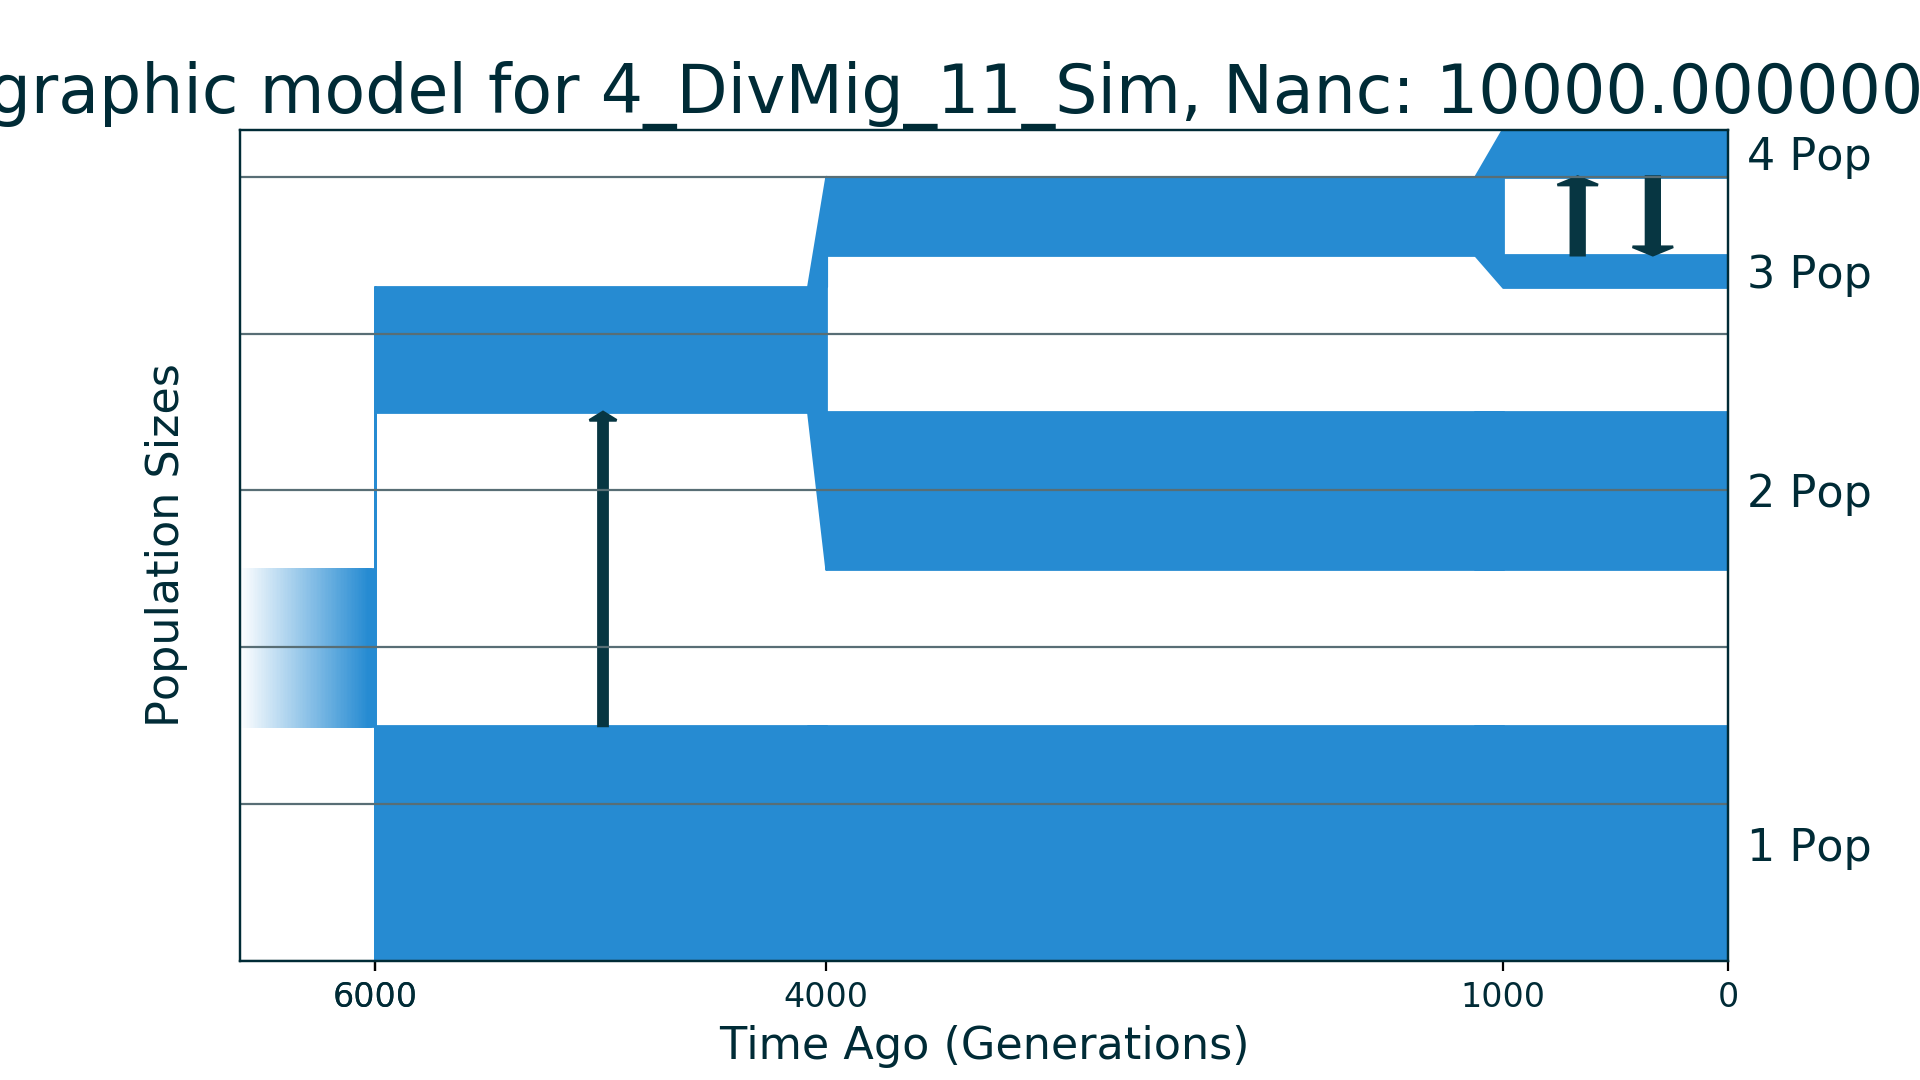 graphic model for 4_DivMig_11_Sim, Nanc: 10000.000000
4 Pop
3 Pop
2 Pop
1 Pop
Population Sizes
6000 4000 1000 0
Time Ago (Generations)